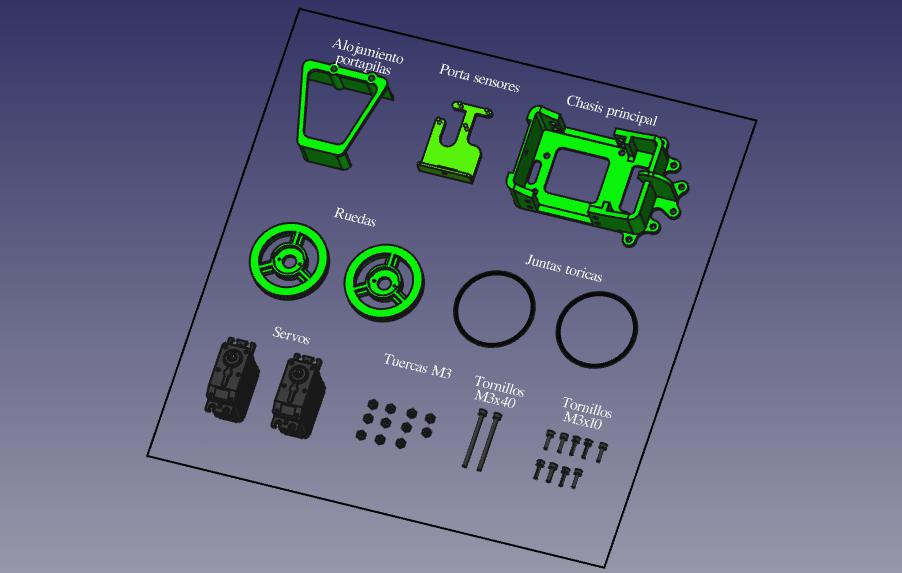 Alojamiento
portapilas
Porta sensores
Chasis principal
Ruedas
Juntas toricas
Servos
Tuercas M3
Tornillos
M3x40
Tornillos
M3x10